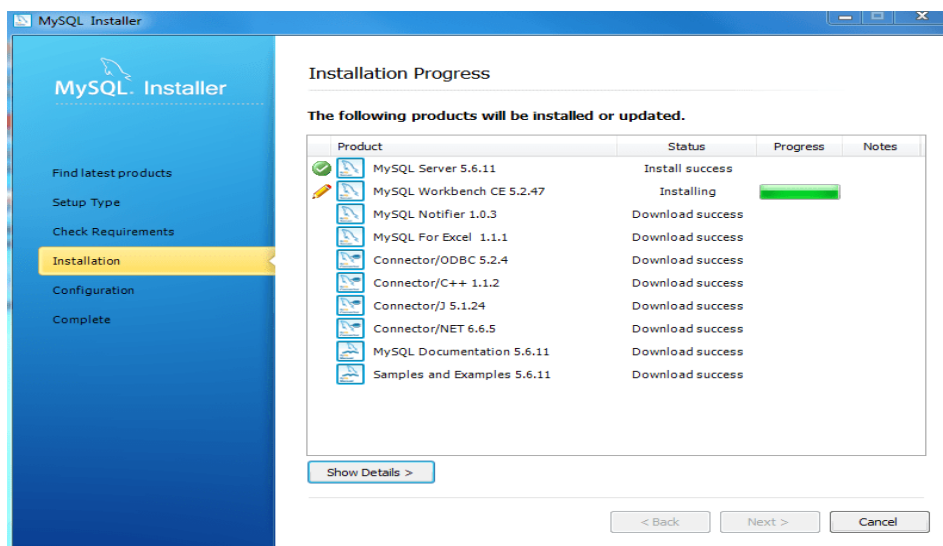 MySQL Installer
MySQL Installer
Find latest products
Setup Type
Check Requirements
Installation
Configuration
Complete
Installation Progress
The following products will be installed or updated.
Product Status Progress Notes
MySQL Server 5.6.11 Install success
MySQL Workbench CE 5.2.47 Installing
MySQL Notifier 1.0.3 Download success
MySQL For Excel 1.1.1 Download success
Connector/ODBC 5.2.4 Download success
Connector/C++ 1.1.2 Download success
Connector/J 5.1.24 Download success
Connector/NET 6.6.5 Download success
MySQL Documentation 5.6.11 Download success
Samples and Examples 5.6.11 Download success
Show Details >
< Back Next > Cancel